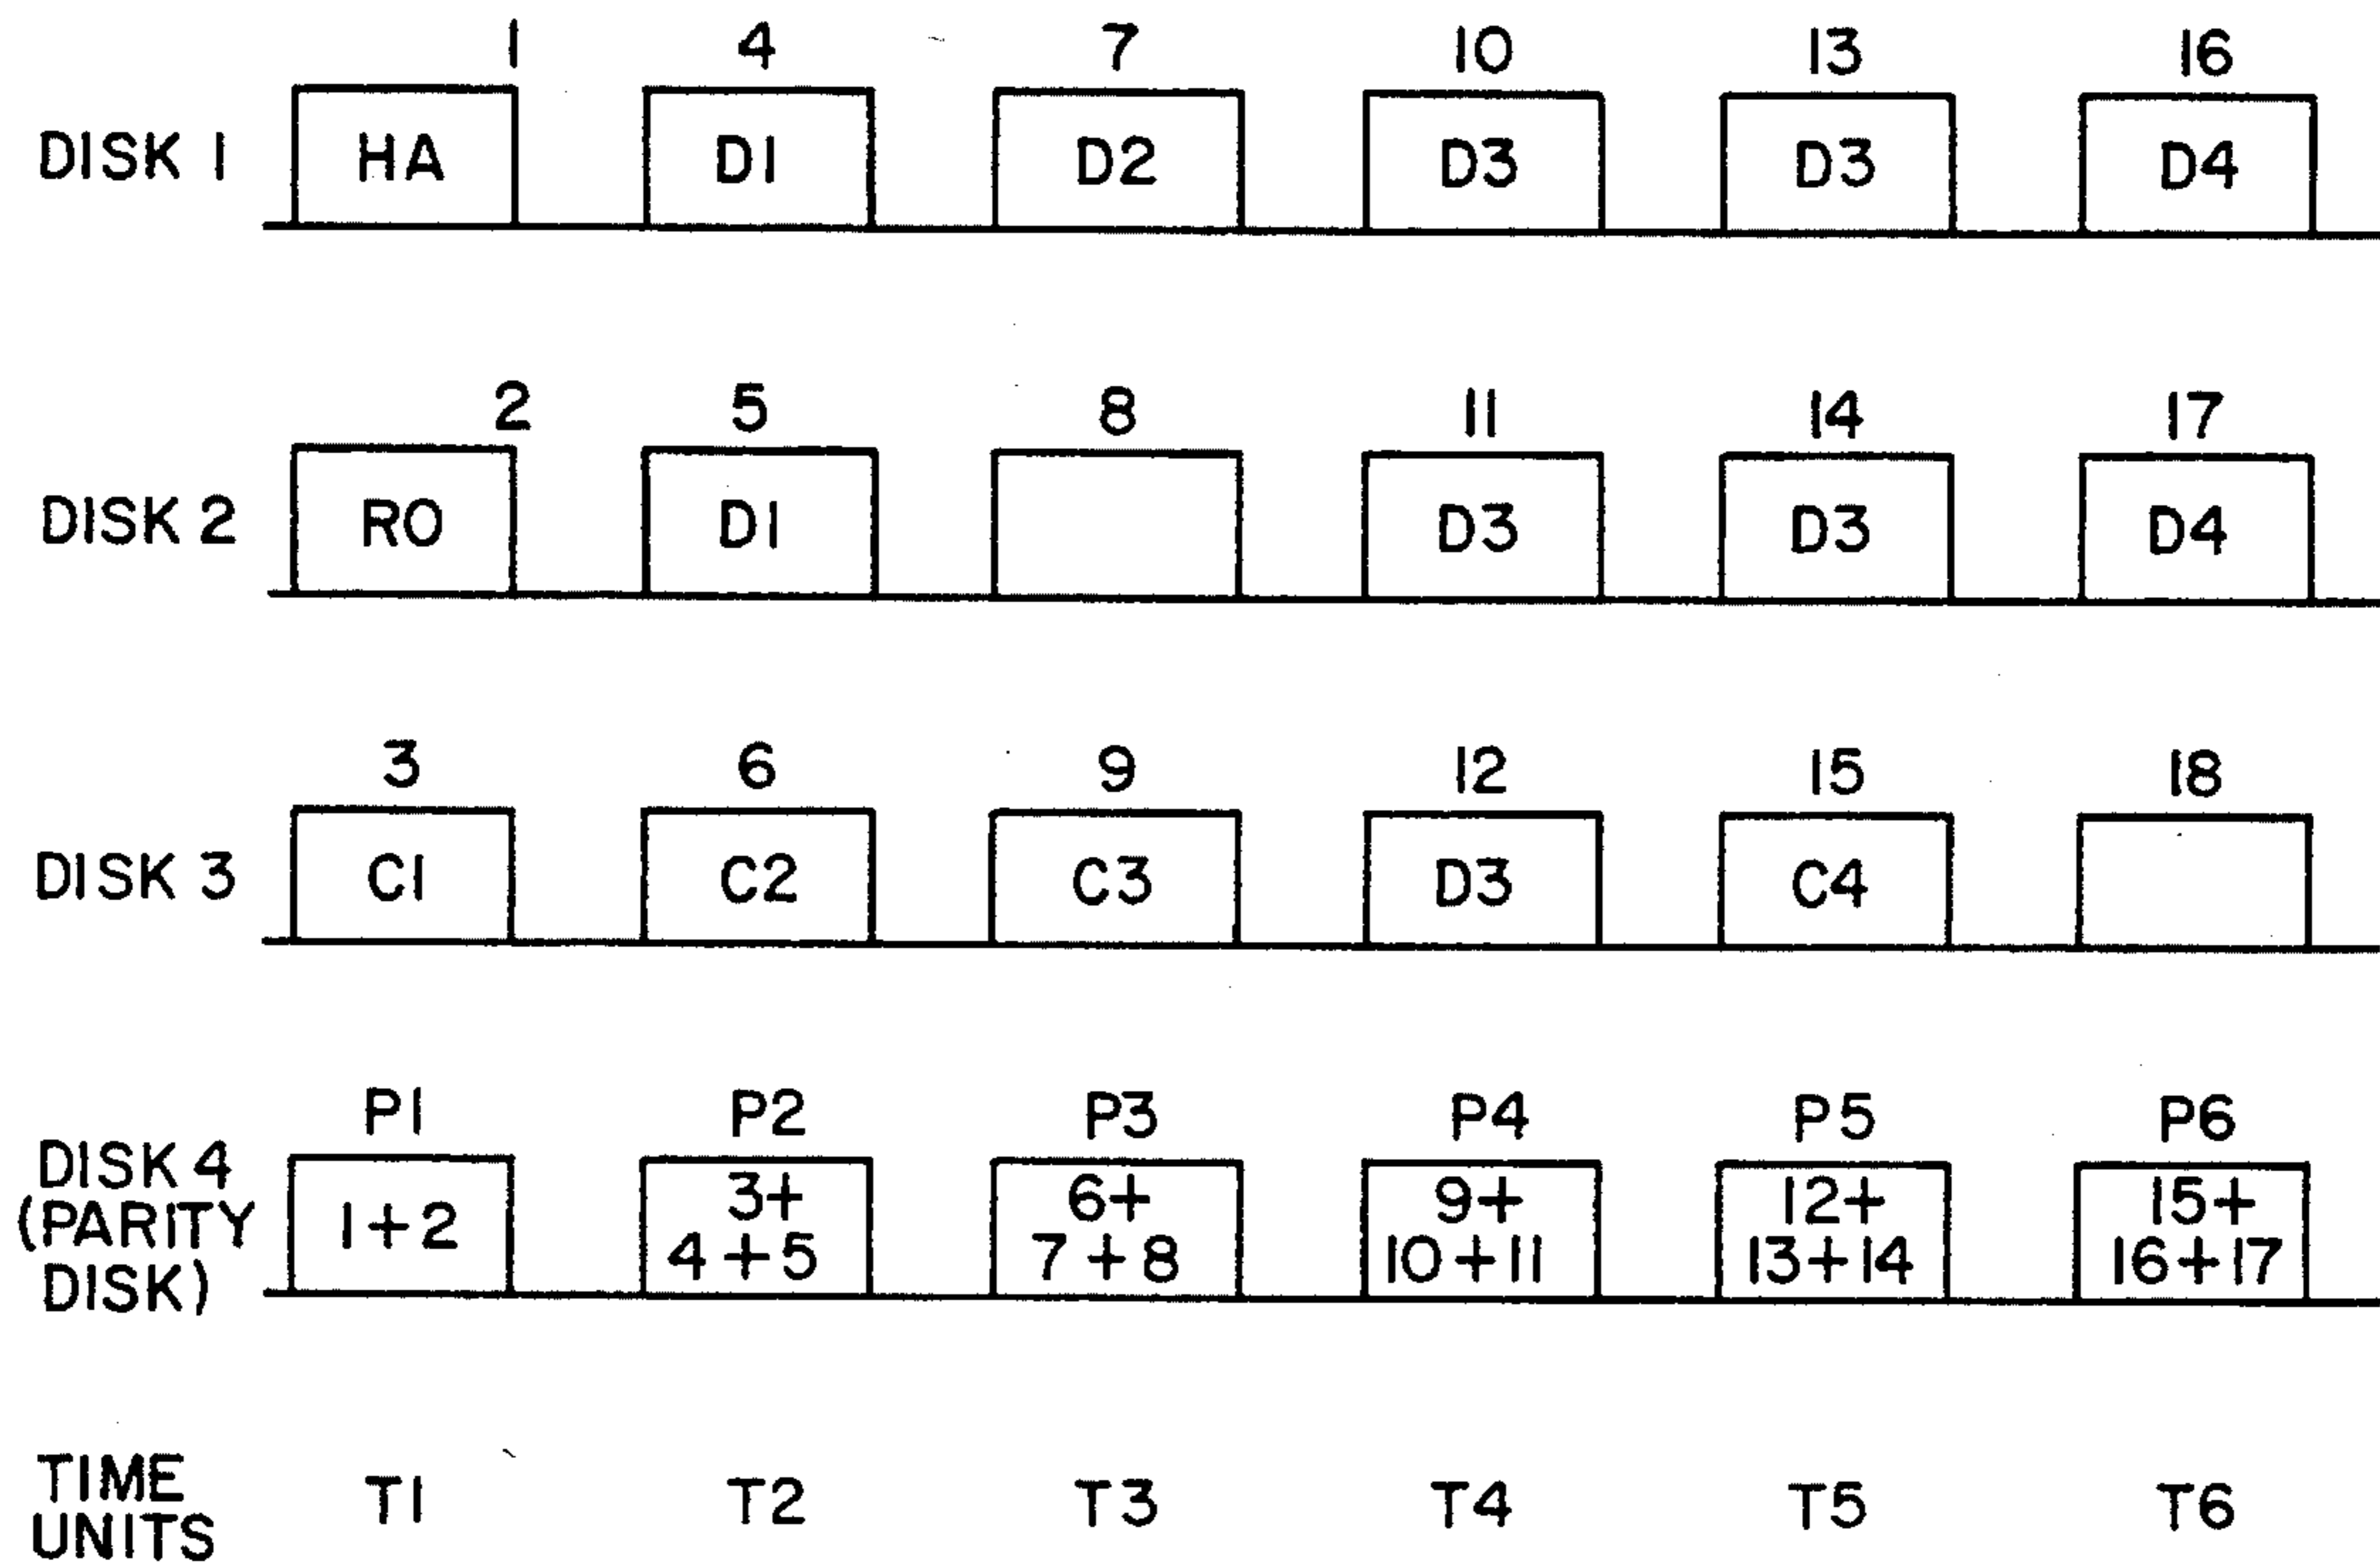 1 4 7 10 13 16
DISK 1 HA D1 D2 D3 D3 D4
2 5 8 11 14 17
DISK 2 RO D1 D3 D3 D4
3 6 9 12 15 18
DISK 3 C1 C2 C3 D3 C4
P1 P2 P3 P4 P5 P6
DISK 4
(PARITY
DISK)
1+2
3+
4+5
6+
7+8
9+
10+11
12+
13+14
15+
16+17
TIME
UNITS
T1 T2 T3 T4 T5 T6